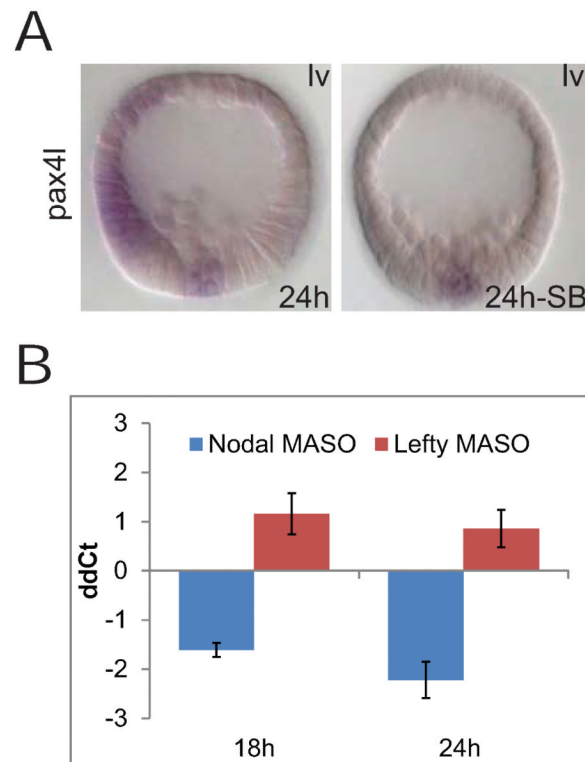 A
lv
lv
pax4l
24h
24h-SB
B
Nodal MASO
Lefty MASO
ddCt
3
2
1
0
-1
-2
-3
18h
24h